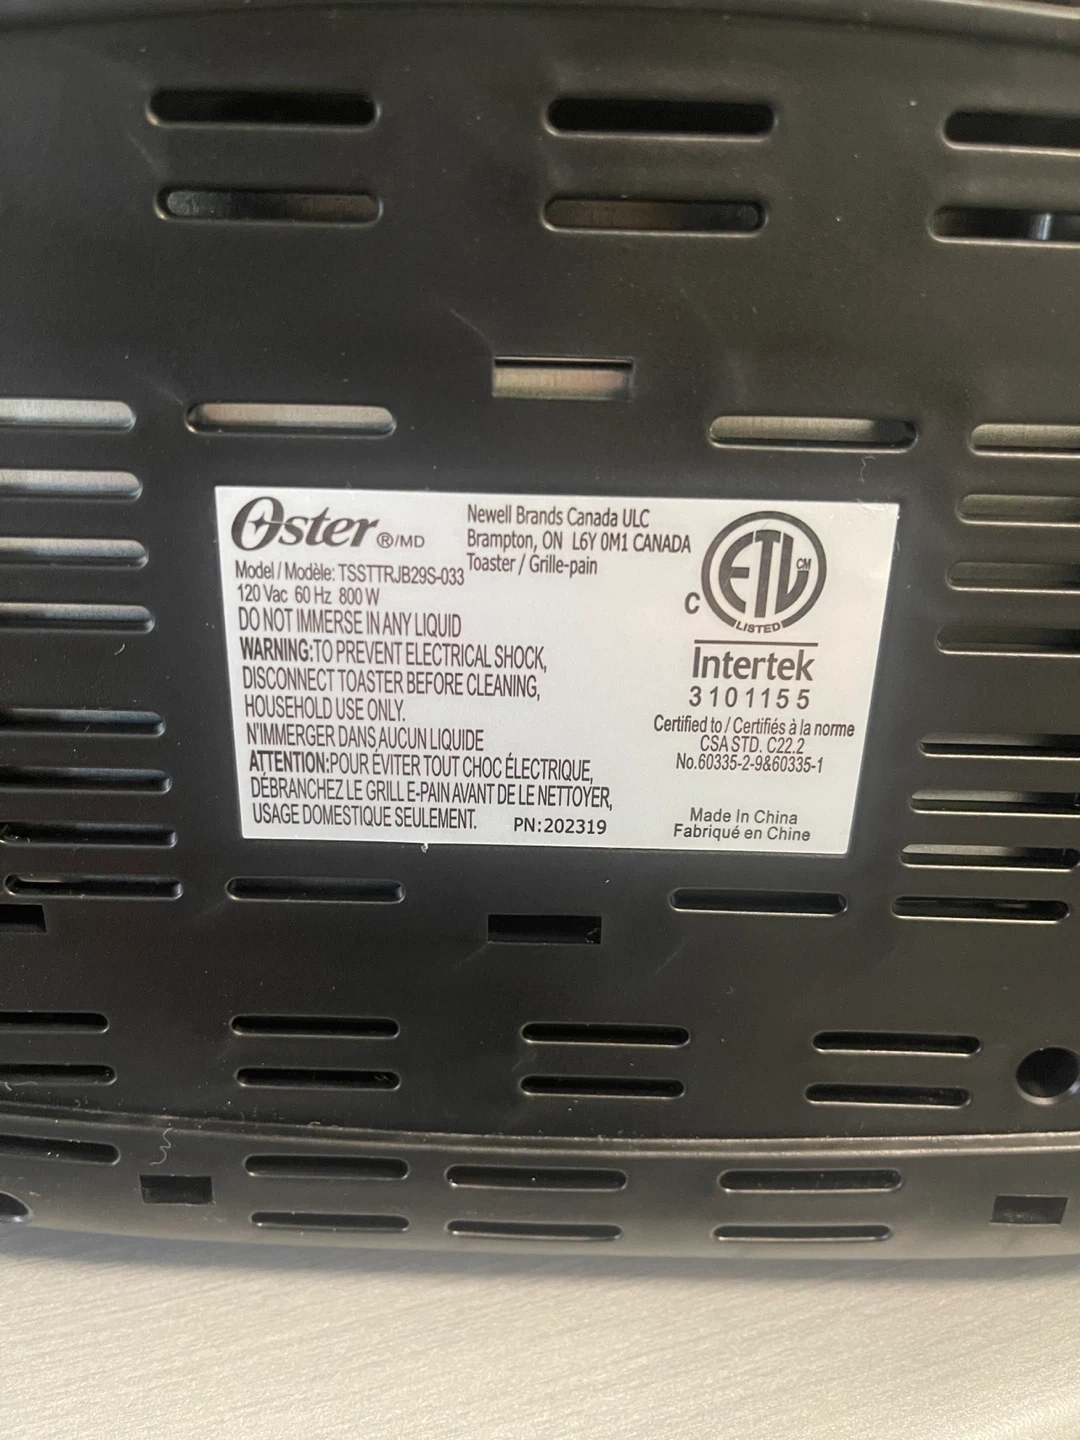 Oster ®/MD
Newell Brands Canada ULC
Brampton, ON L6Y 0M1 CANADA
Toaster / Grille-pain
Model / Modèle: TSSTTRJB29S-033
120 Vac 60 Hz 800 W
DO NOT IMMERSE IN ANY LIQUID
WARNING:TO PREVENT ELECTRICAL SHOCK,
DISCONNECT TOASTER BEFORE CLEANING,
HOUSEHOLD USE ONLY.
N'IMMERGER DANS AUCUN LIQUIDE
ATTENTION:POUR ÉVITER TOUT CHOC ÉLECTRIQUE,
DÉBRANCHEZ LE GRILL E-PAIN AVANT DE LE NETTOYER,
USAGE DOMESTIQUE SEULEMENT.
PN:202319
ETL CM
C
LISTED
Intertek
3101155
Certified to / Certifiés à la norme
CSA STD. C22.2
No.60335-2-9&60335-1
Made In China
Fabriqué en Chine